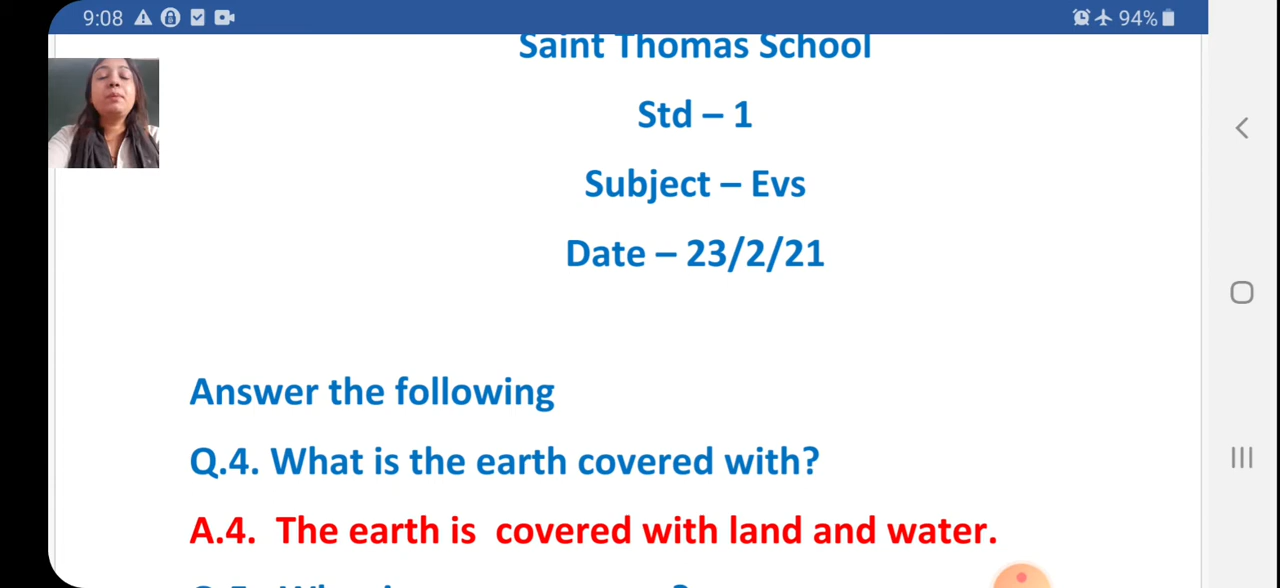 9:08 94%
Saint Thomas School
Std – 1
Subject – Evs
Date – 23/2/21
Answer the following
Q.4. What is the earth covered with?
A.4. The earth is covered with land and water.